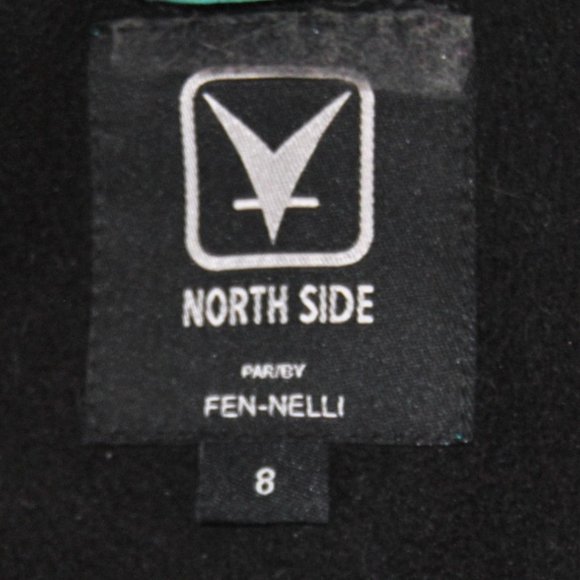 NORTH SIDE
PAR/BY
FEN-NELLI
8